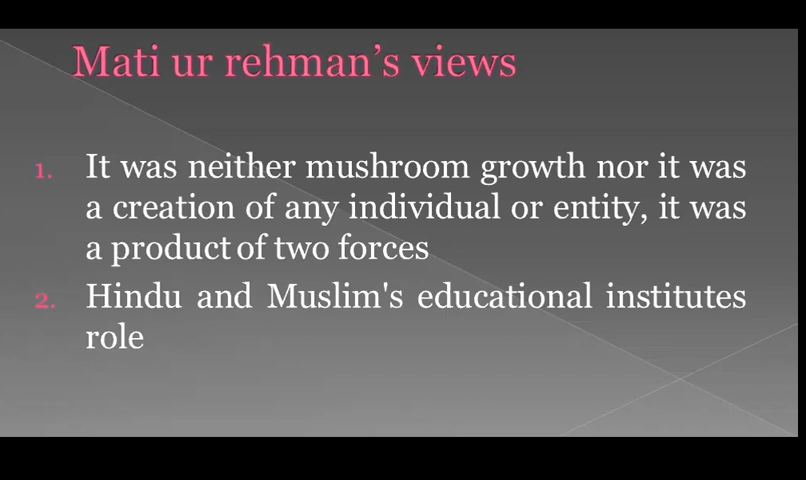 Mati ur rehman's views
1. It was neither mushroom growth nor it was
a creation of any individual or entity, it was
a product of two forces
2. Hindu and Muslim's educational institutes
role